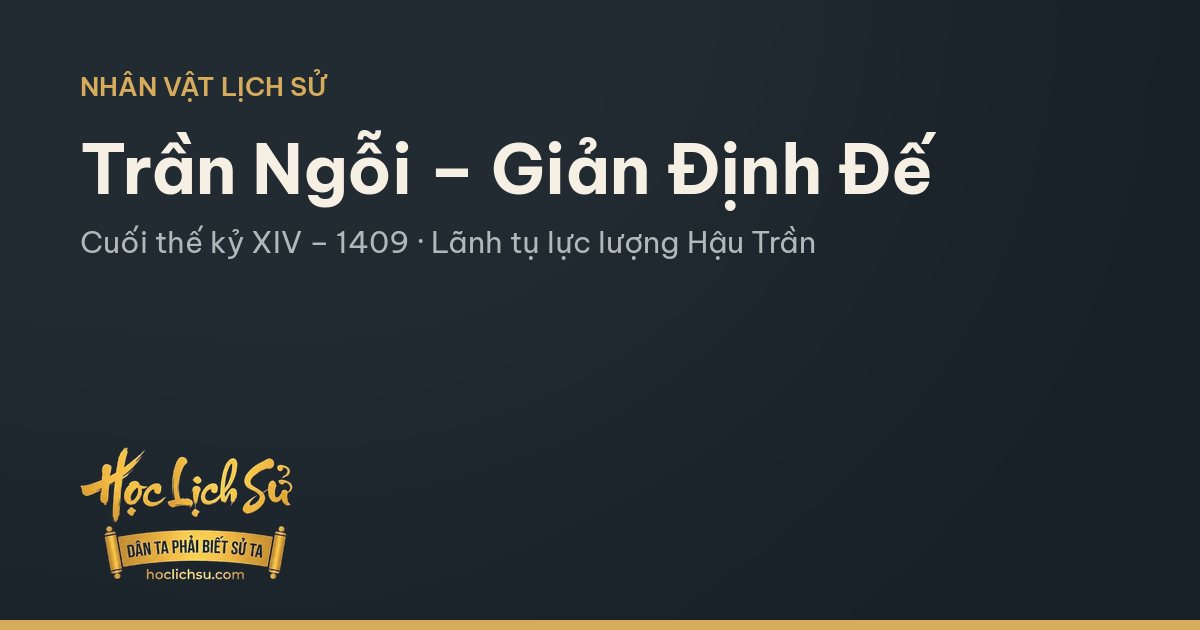 NHÂN VẬT LỊCH SỬ
Trần Ngỗi – Giản Định Đế
Cuối thế kỷ XIV – 1409 · Lãnh tụ lực lượng Hậu Trần
Học Lịch Sử
DÂN TA PHẢI BIẾT SỬ TA
hoclichsu.com